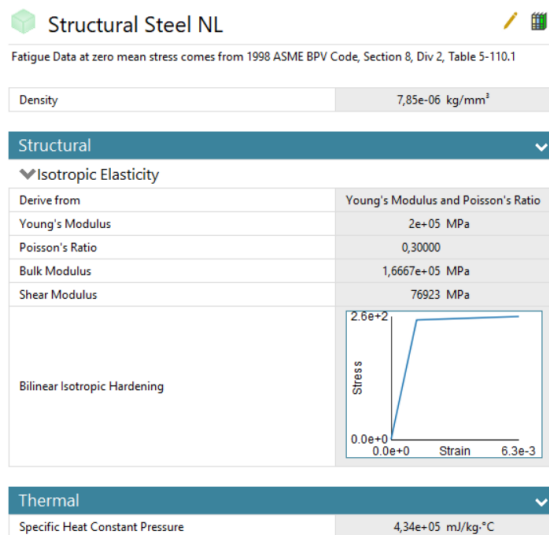 Structural Steel NL
Fatigue Data at zero mean stress comes from 1998 ASME BPV Code, Section 8, Div 2, Table 5-110.1
Density 7,85e-06 kg/mm³
Structural
Isotropic Elasticity
Derive from Young's Modulus and Poisson's Ratio
Young's Modulus 2e+05 MPa
Poisson's Ratio 0,30000
Bulk Modulus 1,6667e+05 MPa
Shear Modulus 76923 MPa
Bilinear Isotropic Hardening
2.6e+2
Stress
0.0e+0
0.0e+0 Strain 6.3e-3
Thermal
Specific Heat Constant Pressure 4,34e+05 mJ/kg·°C